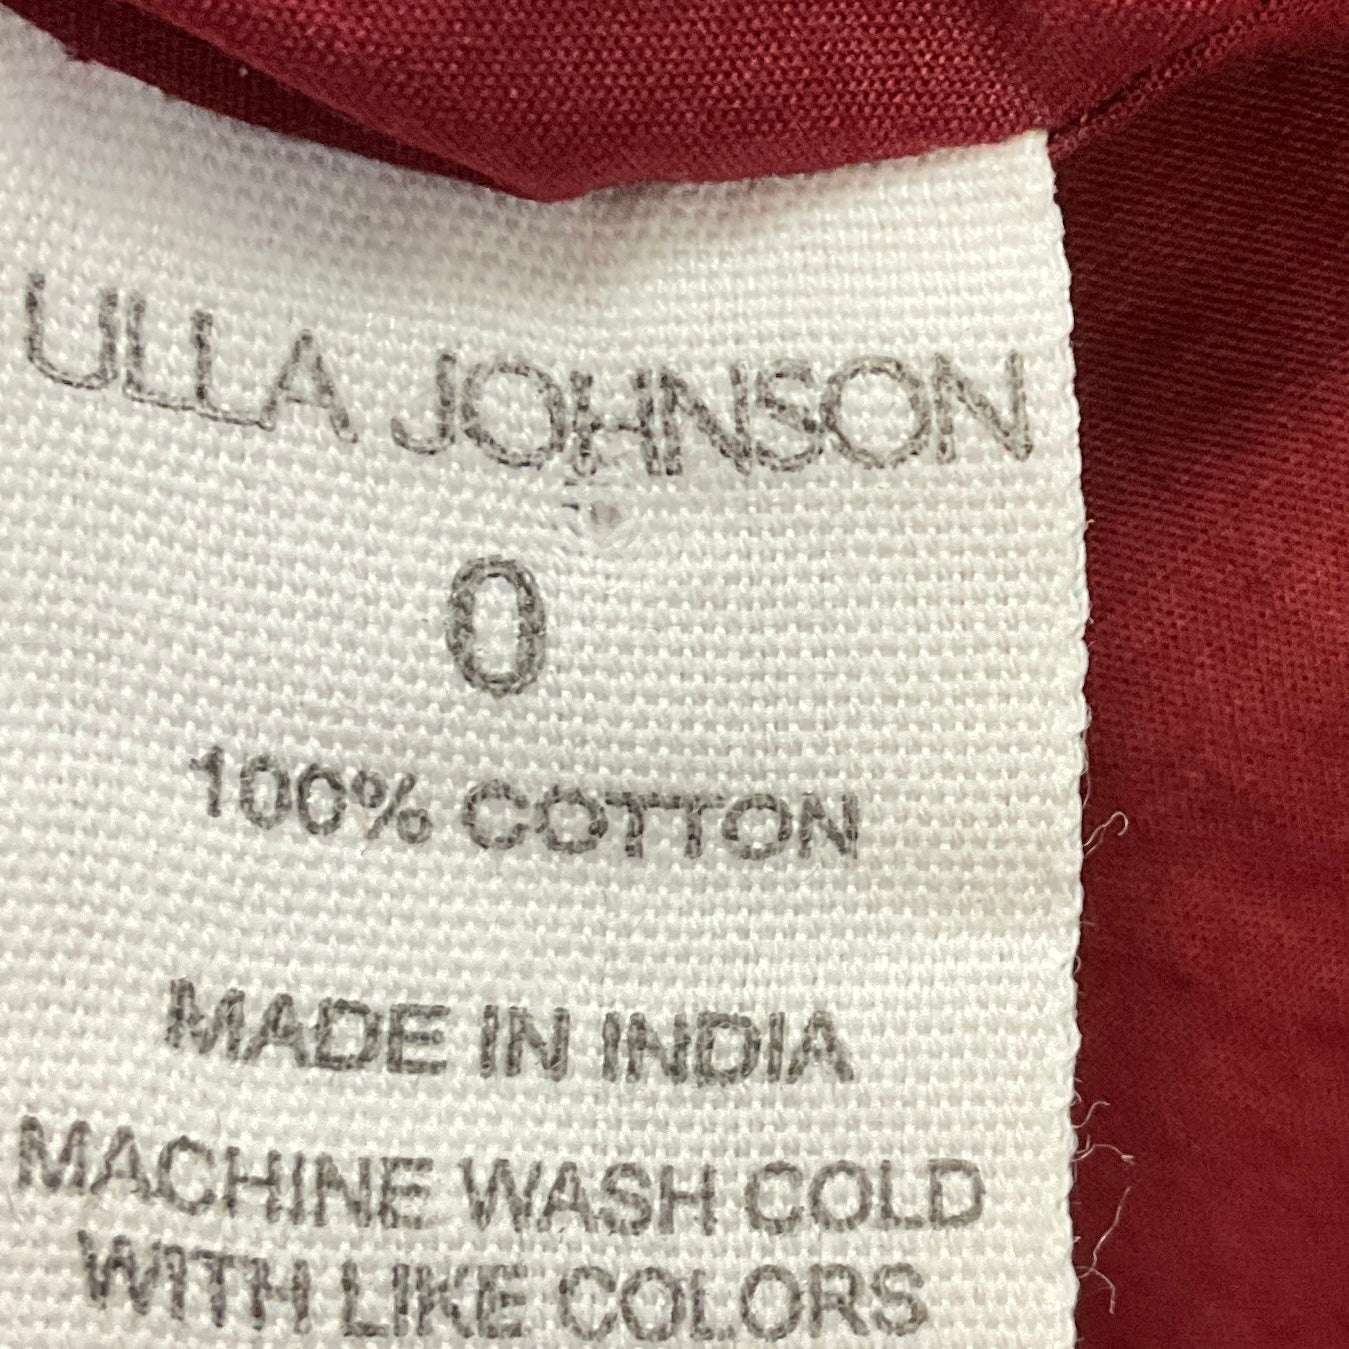 ULLA JOHNSON
0
100% COTTON
MADE IN INDIA
MACHINE WASH COLD
WITH LIKE COLORS